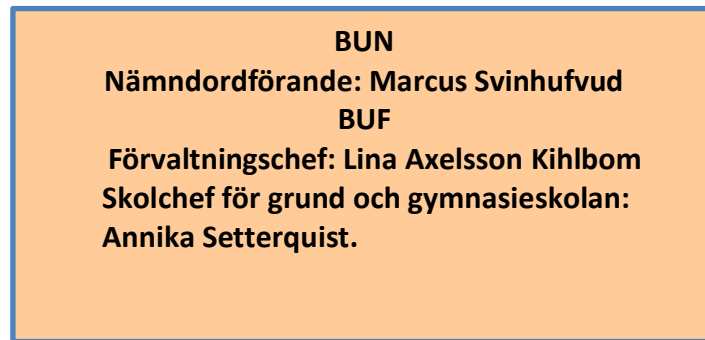 BUN
Nämndordförande: Marcus Svinhufvud
BUF
Förvaltningschef: Lina Axelsson Kihlbom
Skolchef för grund och gymnasieskolan:
Annika Setterquist.